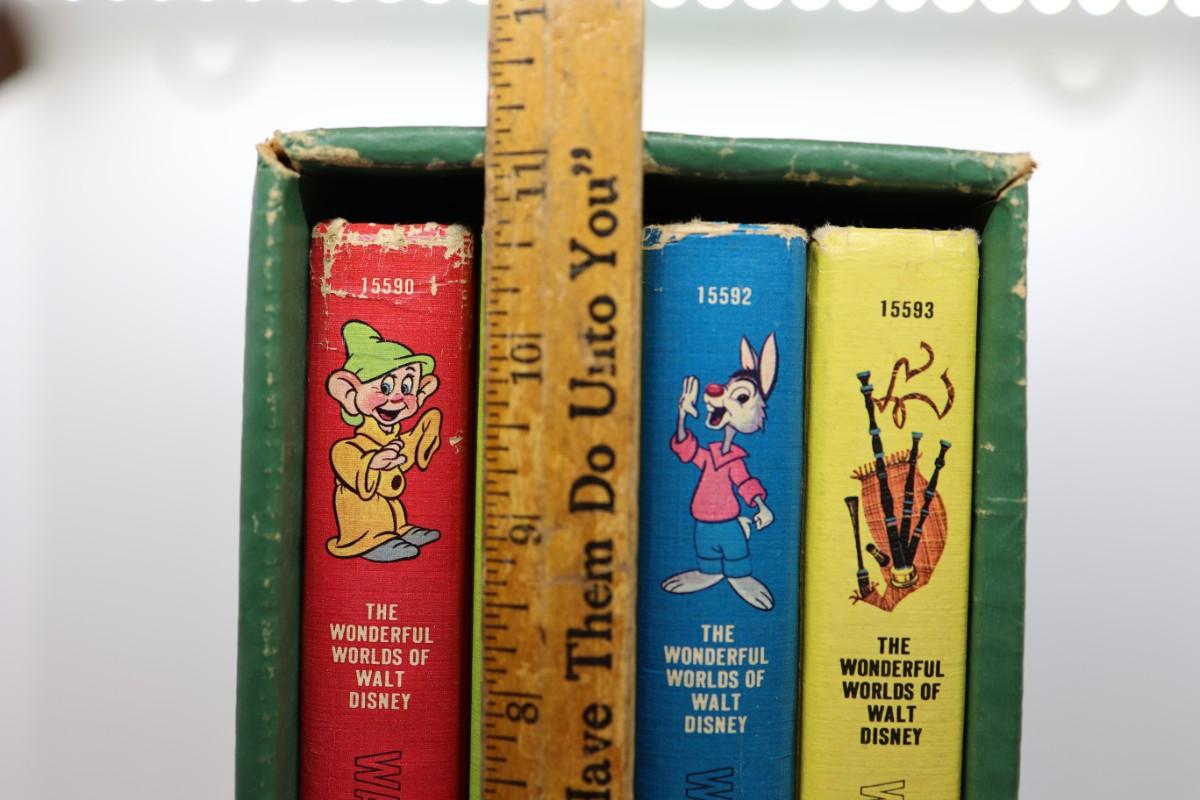 15590
THE
WONDERFUL
WORLDS OF
WALT
DISNEY
W
11
10
9
8
Have Them Do Unto You”
15592
THE
WONDERFUL
WORLDS OF
WALT
DISNEY
W
15593
THE
WONDERFUL
WORLDS OF
WALT
DISNEY
W